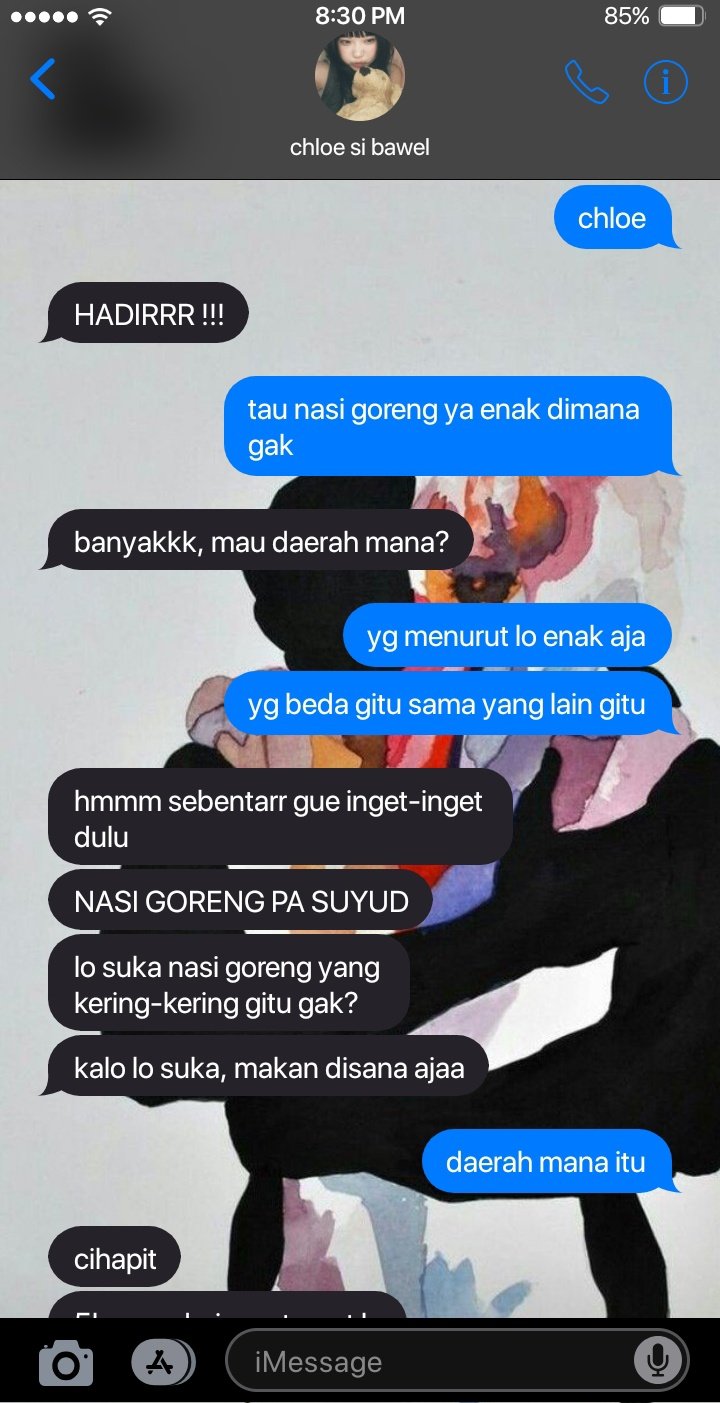 8:30 PM
85%
chloe si bawel
chloe
HADIRRR !!!
tau nasi goreng ya enak dimana
gak
banyakkk, mau daerah mana?
yg menurut lo enak aja
yg beda gitu sama yang lain gitu
hmmm sebentarr gue inget-inget
dulu
NASI GORENG PA SUYUD
lo suka nasi goreng yang
kering-kering gitu gak?
kalo lo suka, makan disana ajaa
daerah mana itu
cihapit
iMessage